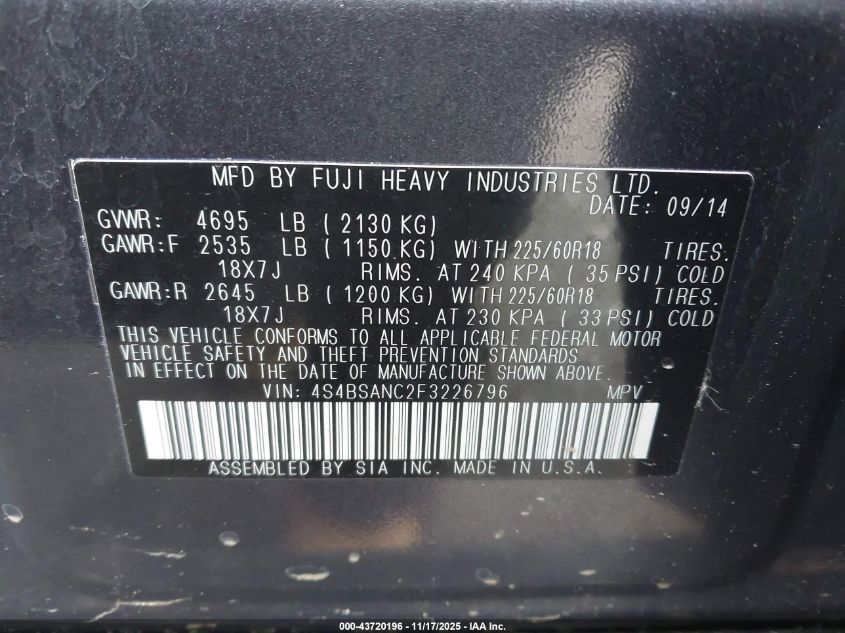 MFD BY FUJI HEAVY INDUSTRIES LTD.
DATE: 09/14
GVWR: 4695 LB ( 2130 KG)
GAWR:F 2535 LB ( 1150 KG) WITH 225/60R18 TIRES.
18X7J RIMS. AT 240 KPA ( 35 PSI) COLD
GAWR:R 2645 LB ( 1200 KG) WITH 225/60R18 TIRES.
18X7J RIMS. AT 230 KPA ( 33 PSI) COLD
THIS VEHICLE CONFORMS TO ALL APPLICABLE FEDERAL MOTOR
VEHICLE SAFETY AND THEFT PREVENTION STANDARDS
IN EFFECT ON THE DATE OF MANUFACTURE SHOWN ABOVE.
VIN: 4S4BSANC2F3226796 MPV
ASSEMBLED BY SIA INC. MADE IN U.S.A.
000-43720196 - 11/17/2025 - © IAA Inc.